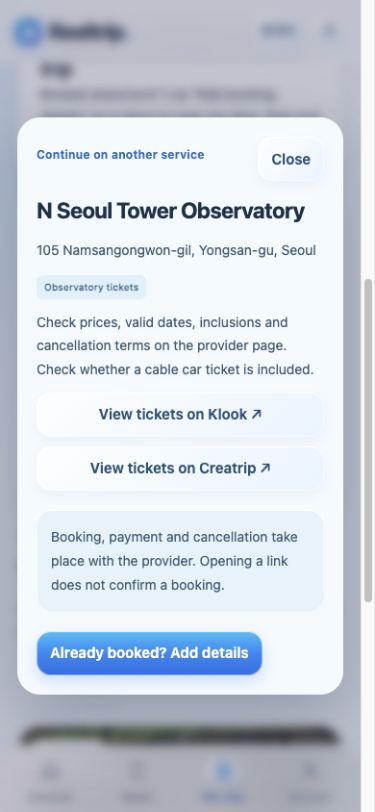 Continue on another service
Close
N Seoul Tower Observatory
105 Namsangongwon-gil, Yongsan-gu, Seoul
Observatory tickets
Check prices, valid dates, inclusions and
cancellation terms on the provider page.
Check whether a cable car ticket is included.
View tickets on Klook ↗
View tickets on Creatrip ↗
Booking, payment and cancellation take
place with the provider. Opening a link
does not confirm a booking.
Already booked? Add details